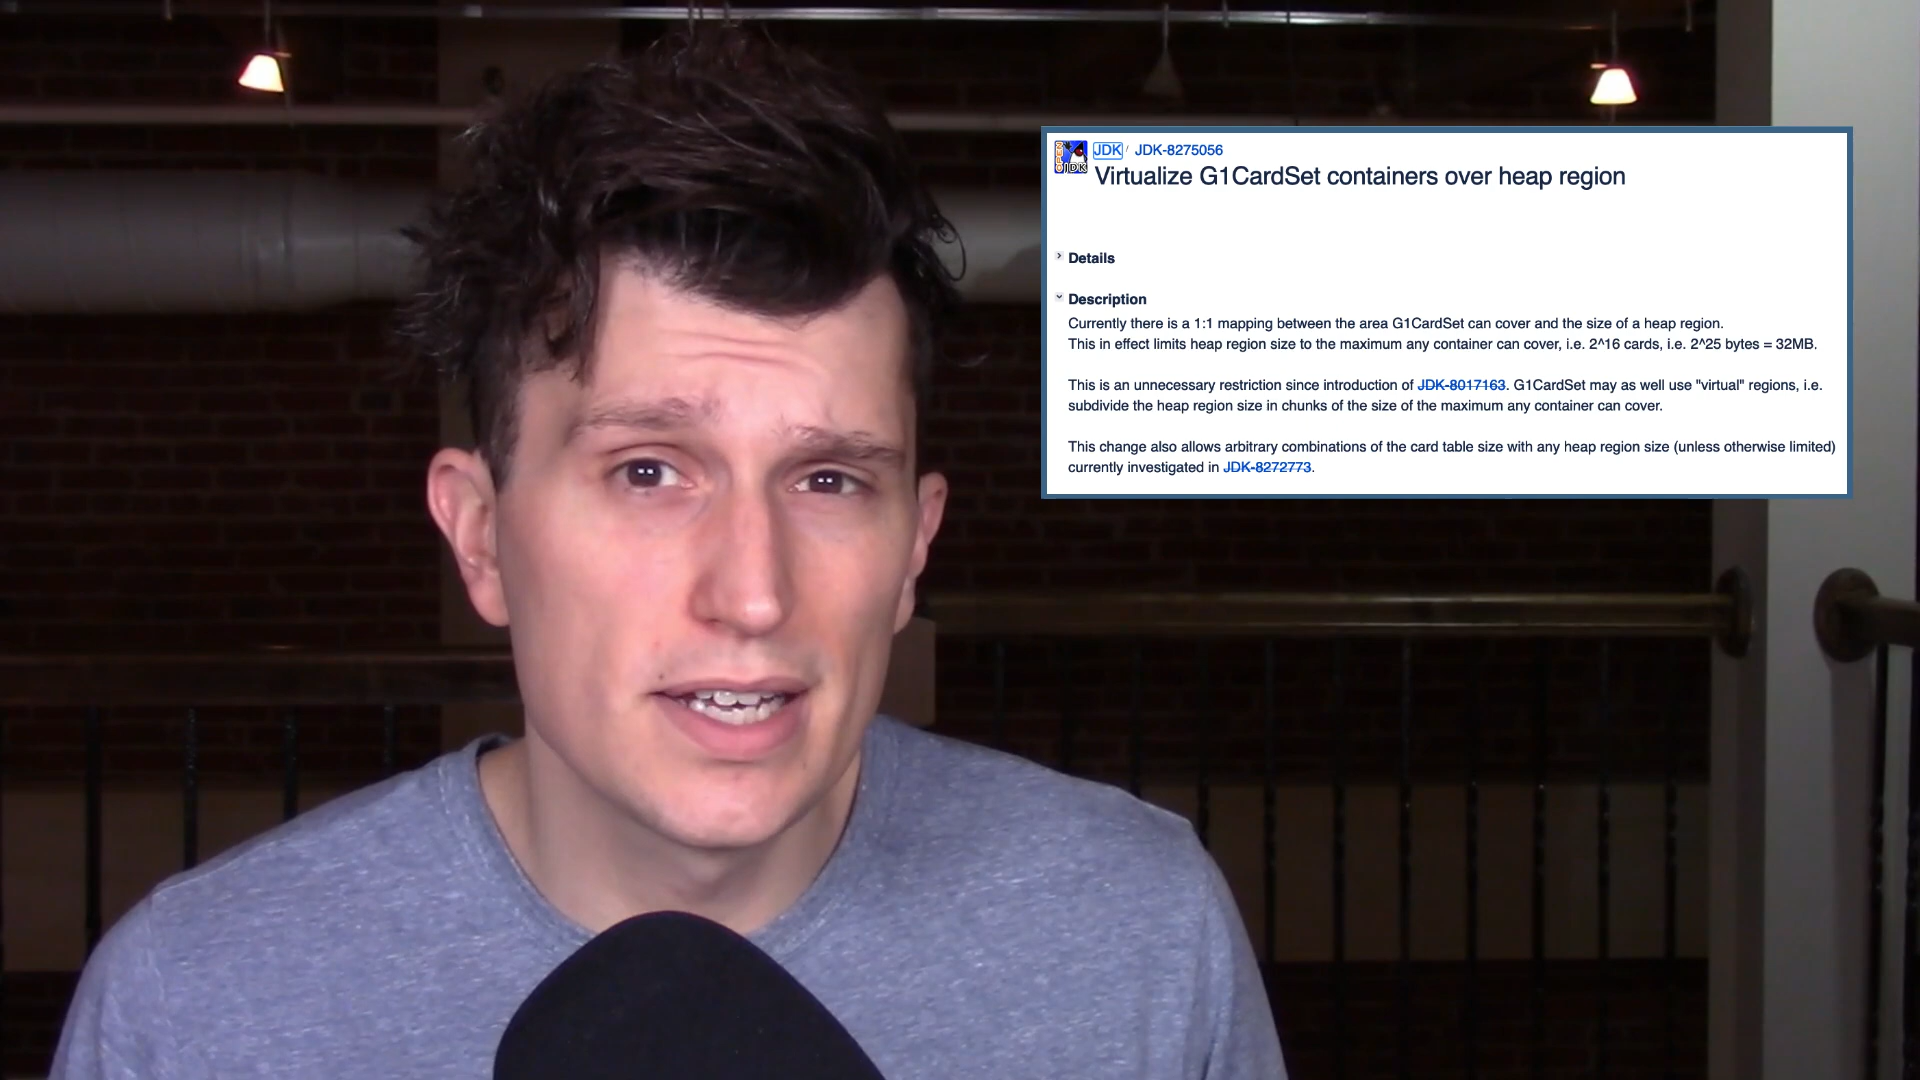 OPEN
JDK
JDK / JDK-8275056
Virtualize G1CardSet containers over heap region
Details
Description
Currently there is a 1:1 mapping between the area G1CardSet can cover and the size of a heap region.
This in effect limits heap region size to the maximum any container can cover, i.e. 2^16 cards, i.e. 2^25 bytes = 32MB.
This is an unnecessary restriction since introduction of JDK-8017163. G1CardSet may as well use "virtual" regions, i.e.
subdivide the heap region size in chunks of the size of the maximum any container can cover.
This change also allows arbitrary combinations of the card table size with any heap region size (unless otherwise limited)
currently investigated in JDK-8272773.